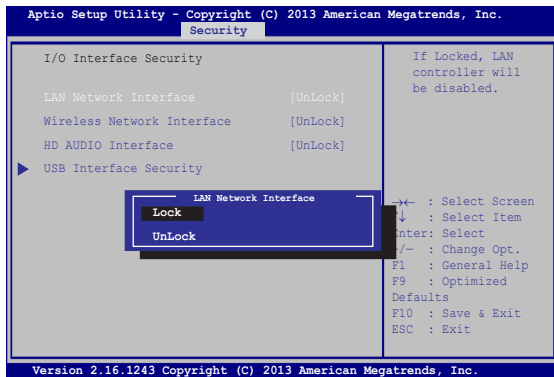 Aptio Setup Utility - Copyright (C) 2013 American Megatrends, Inc.
Security
I/O Interface Security
LAN Network Interface [UnLock]
Wireless Network Interface [UnLock]
HD AUDIO Interface [UnLock]
USB Interface Security
LAN Network Interface
Lock
UnLock
If Locked, LAN
controller will
be disabled.
→← : Select Screen
↑↓ : Select Item
Enter: Select
+/— : Change Opt.
F1 : General Help
F9 : Optimized
Defaults
F10 : Save & Exit
ESC : Exit
Version 2.16.1243 Copyright (C) 2013 American Megatrends, Inc.